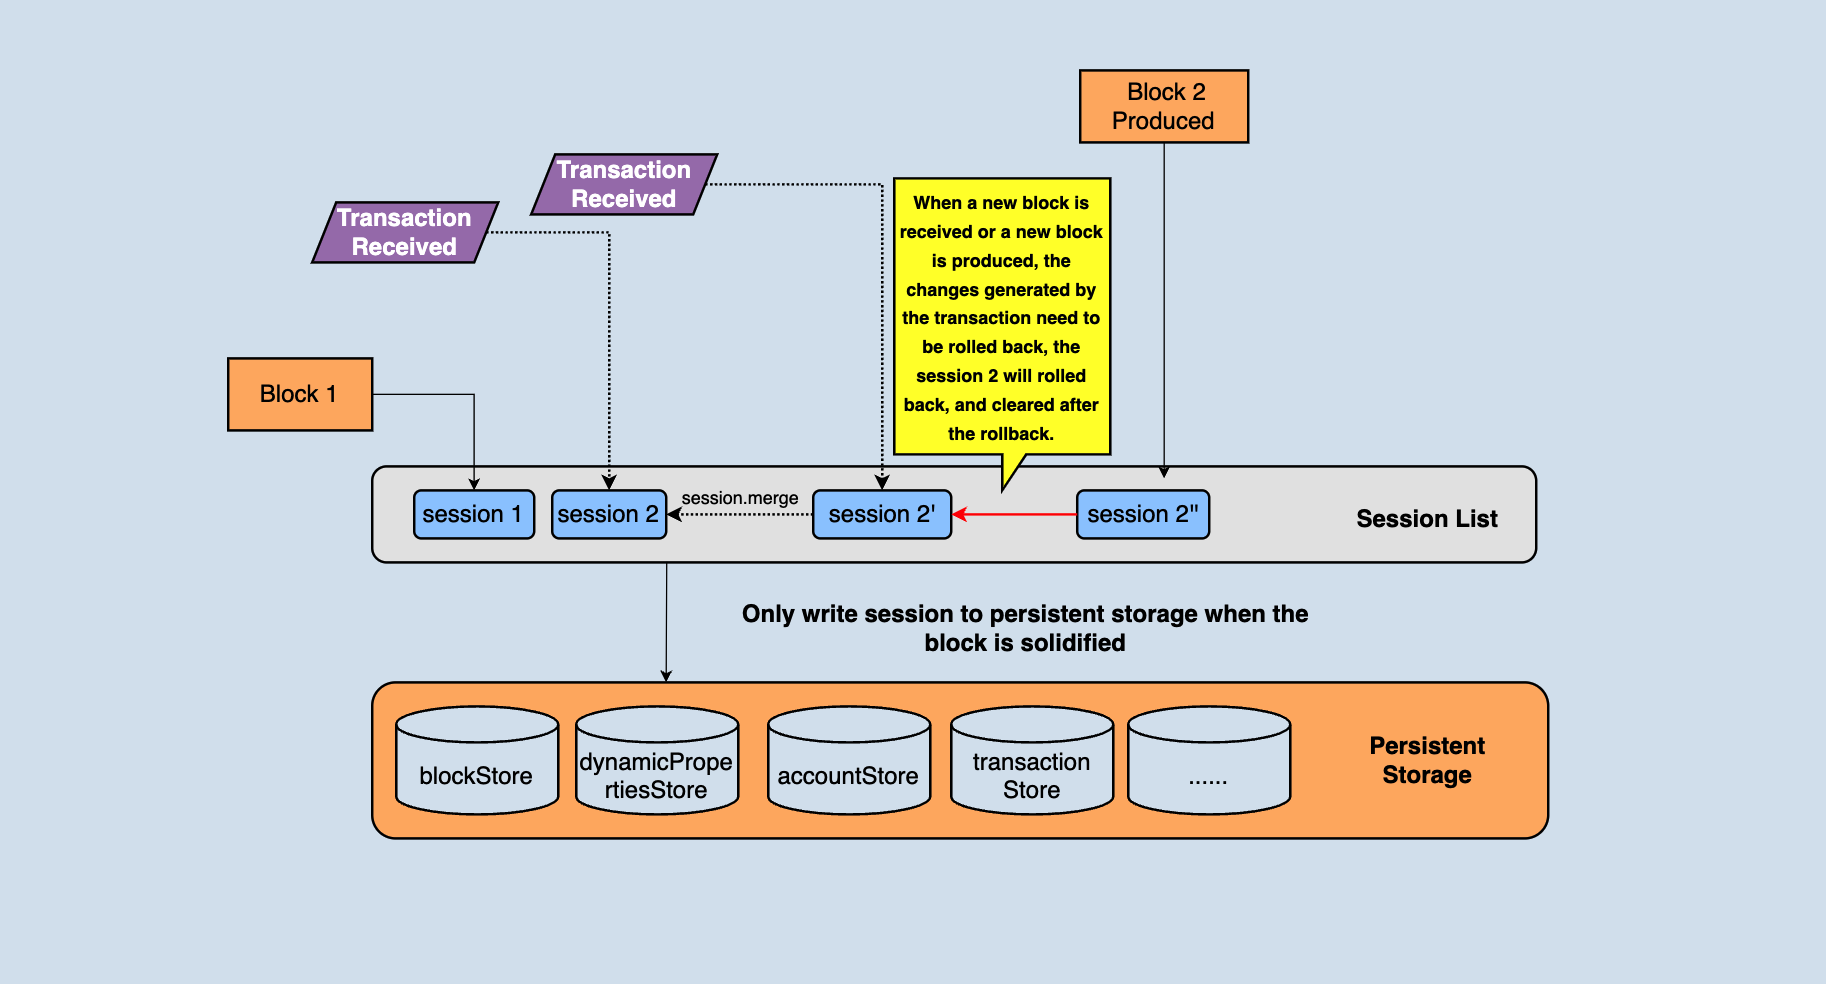 Block 2
Produced
Transaction
Received
Transaction
Received
When a new block is
received or a new block
is produced, the
changes generated by
the transaction need to
be rolled back, the
session 2 will rolled
back, and cleared after
the rollback.
Block 1
session 1
session 2
session.merge
session 2'
session 2"
Session List
Only write session to persistent storage when the
block is solidified
blockStore
dynamicPrope
rtiesStore
accountStore
transaction
Store
......
Persistent
Storage